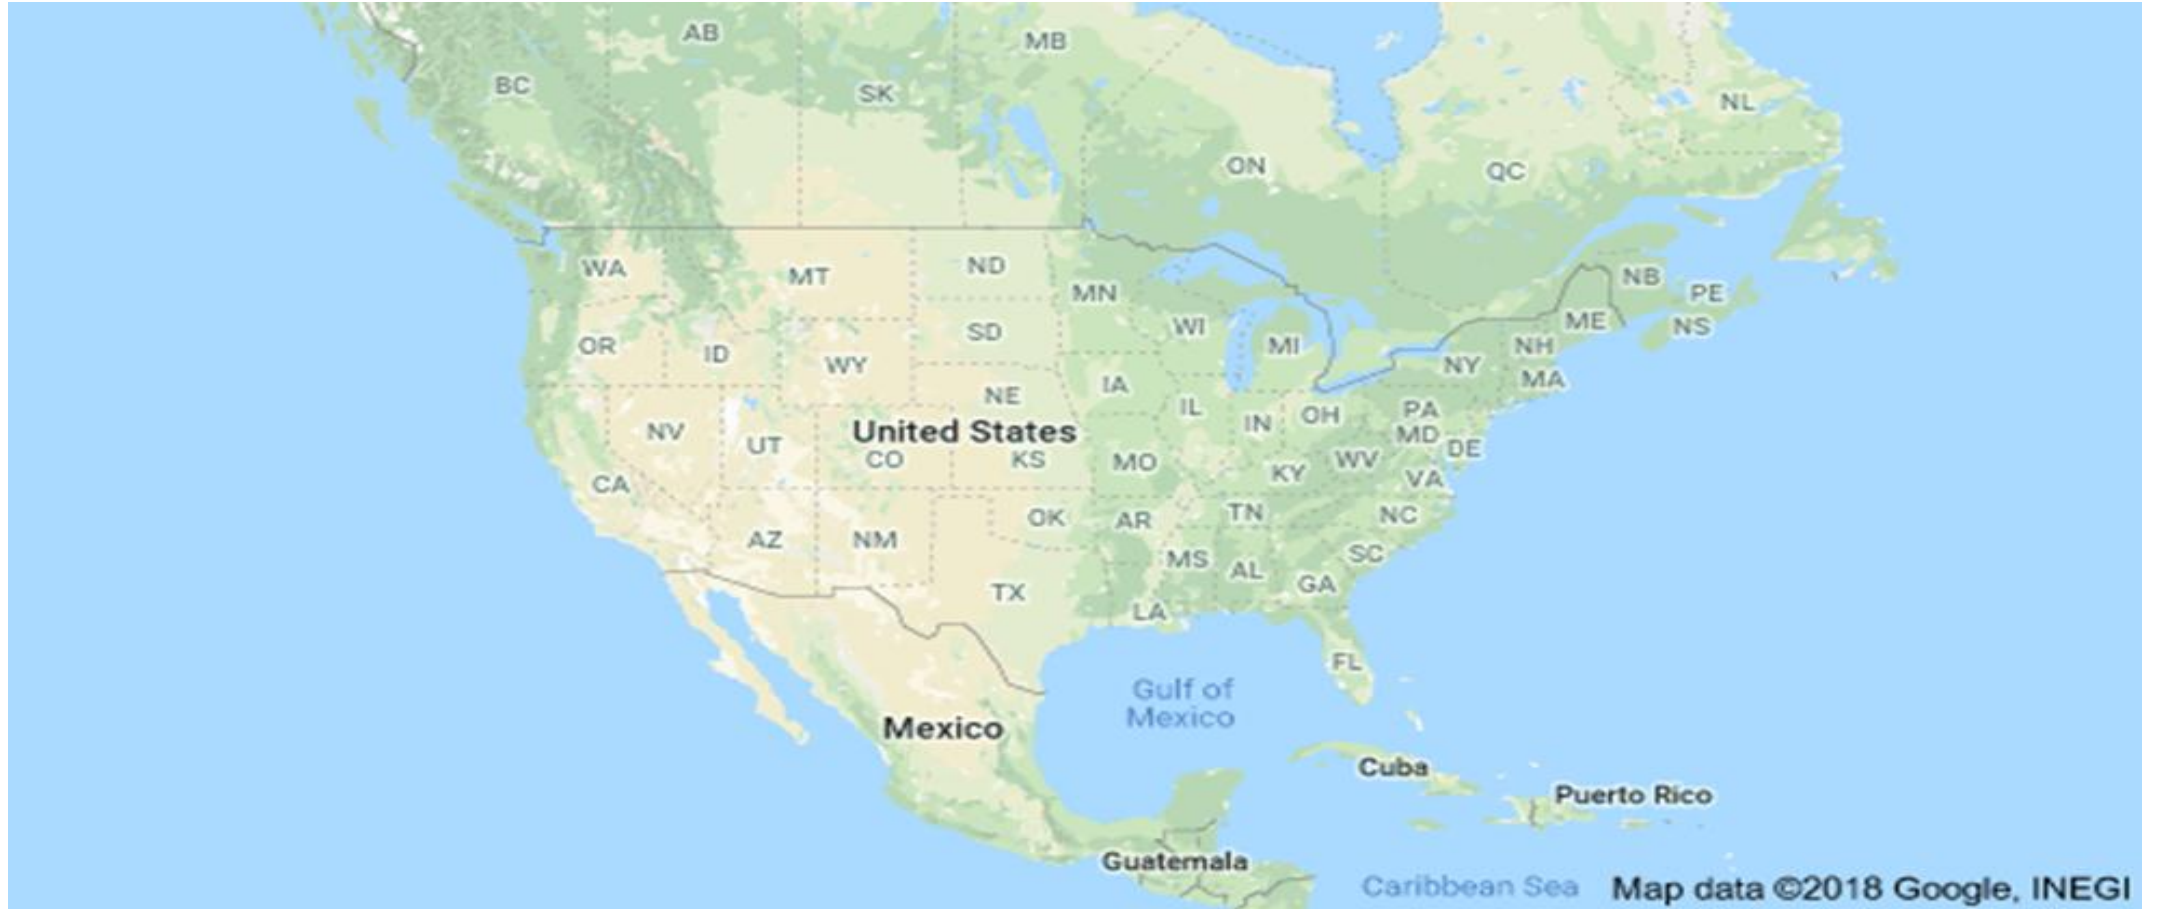 AB
MB
BC
SK
NL
ON
QC
WA
MT
ND
MN
NB
PE
OR
ID
WY
SD
WI
MI
ME
NS
NY
NH
MA
NE
IA
IL
IN
OH
PA
NV
UT
United States
CO
KS
MO
KY
WV
MD
DE
VA
CA
AZ
NM
OK
AR
TN
NC
TX
MS
AL
SC
GA
LA
FL
Gulf of
Mexico
Mexico
Cuba
Puerto Rico
Guatemala
Caribbean Sea
Map data ©2018 Google, INEGI